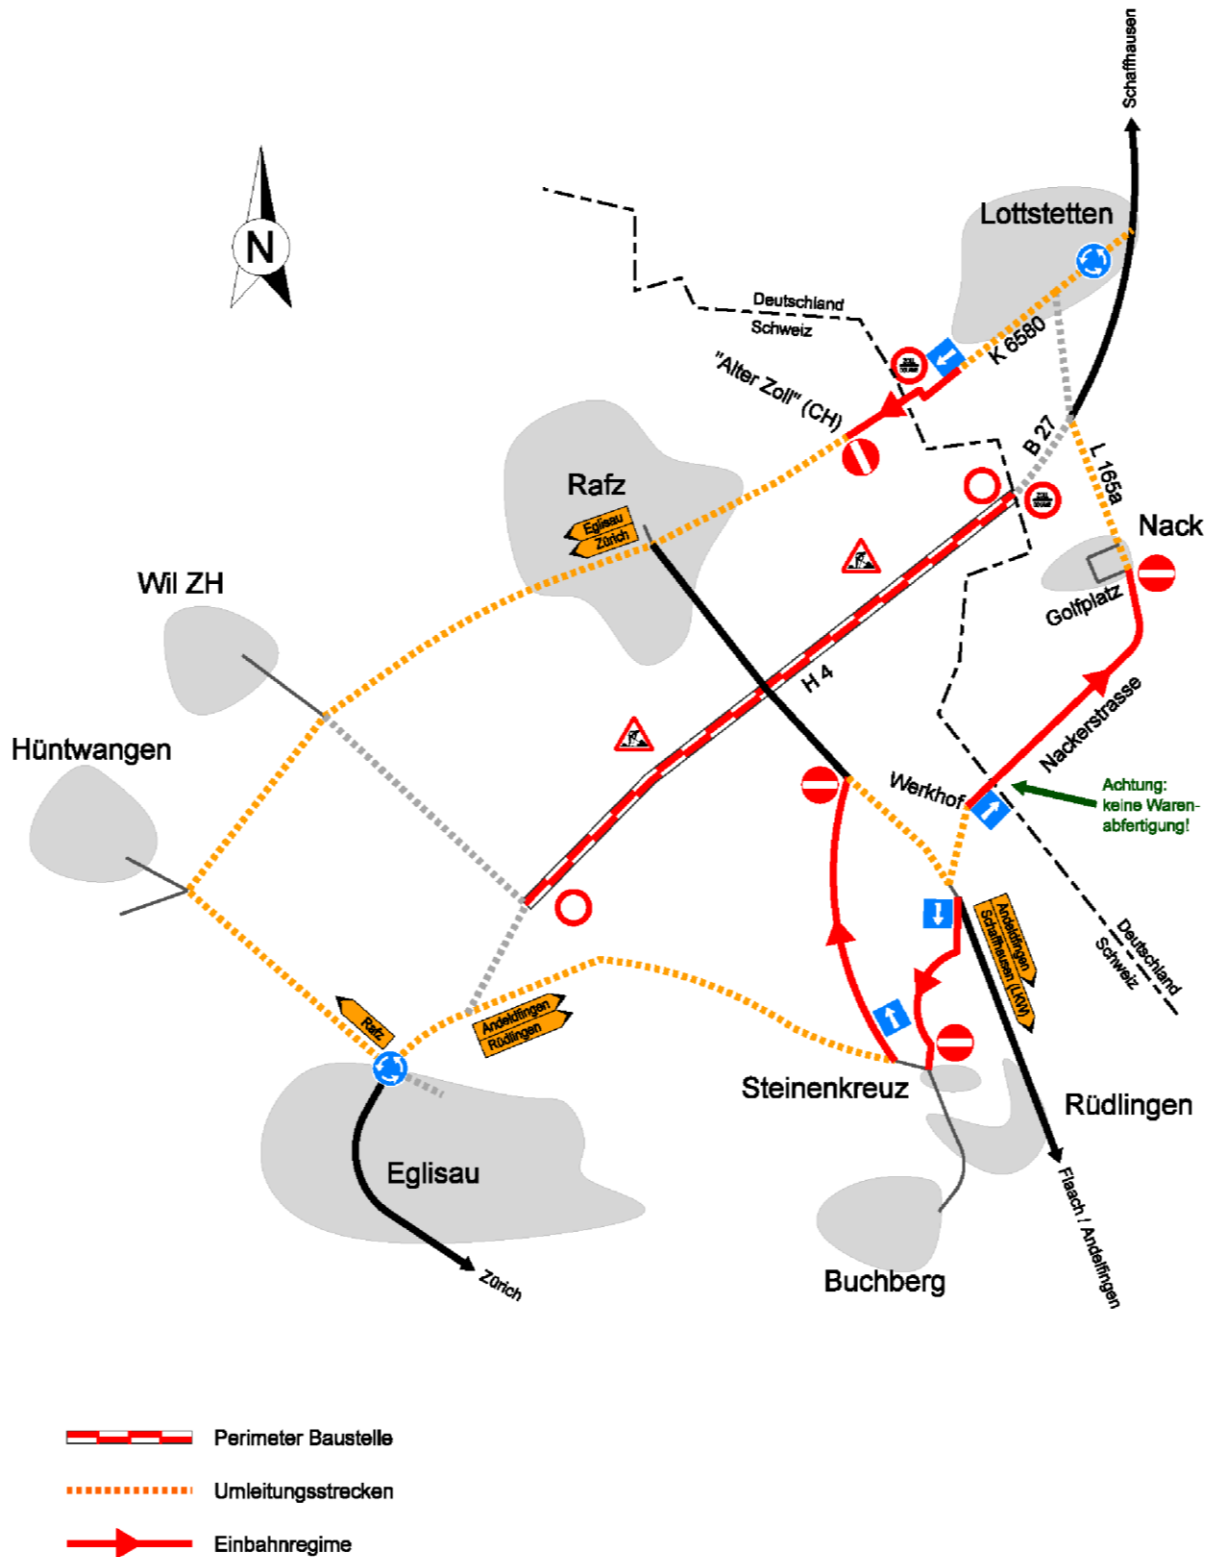 Schaffhausen
N
Lottstetten
Deutschland
Schweiz
K 6580
"Alter Zoll" (CH)
B 27
L 165a
Rafz
Eglisau
Zürich
Nack
Golfplatz
Wil ZH
H 4
Nackerstrasse
Hüntwangen
Werkhof
Achtung:
keine Waren-
abfertigung!
Andeldfingen
Schaffhausen (LKW)
Deutschland
Schweiz
Rafz
Andeldfingen
Rüdlingen
Steinenkreuz
Rüdlingen
Eglisau
Zürich
Buchberg
Flaach / Andelfingen
Perimeter Baustelle
Umleitungsstrecken
Einbahnregime